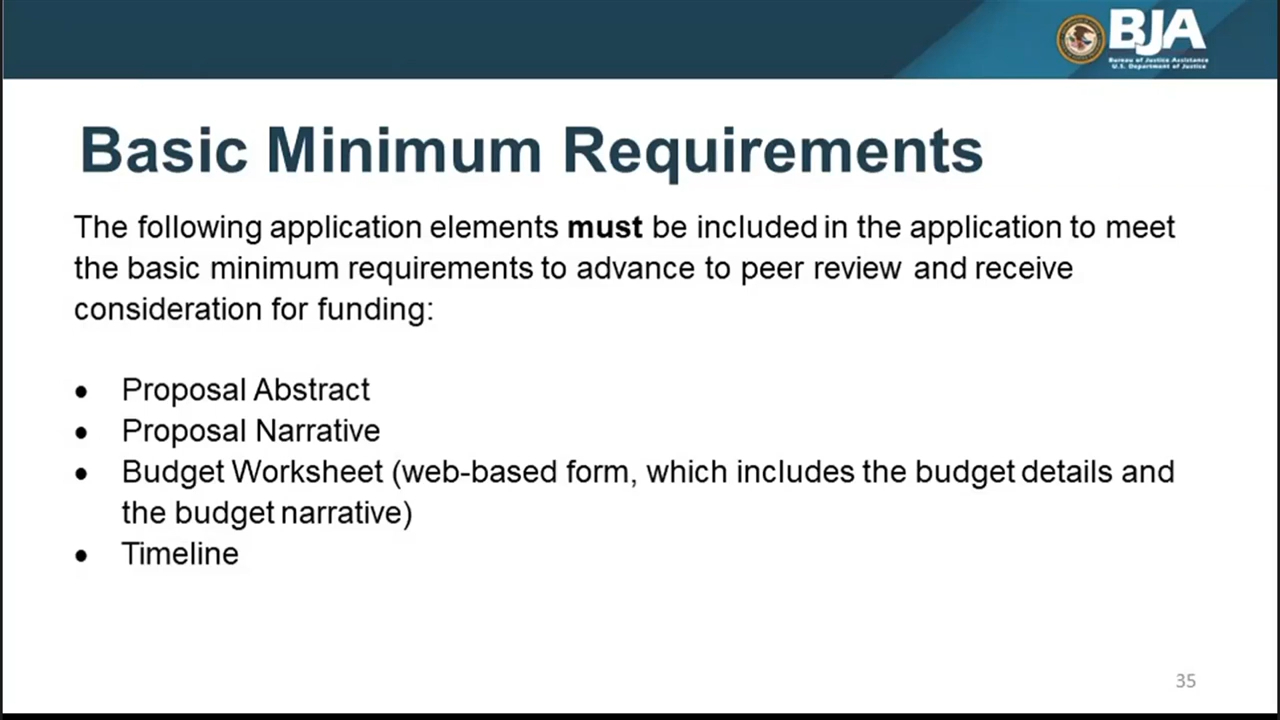 BJA
Bureau of Justice Assistance
U.S. Department of Justice
Basic Minimum Requirements
The following application elements must be included in the application to meet
the basic minimum requirements to advance to peer review and receive
consideration for funding:
• Proposal Abstract
• Proposal Narrative
• Budget Worksheet (web-based form, which includes the budget details and
the budget narrative)
• Timeline
35